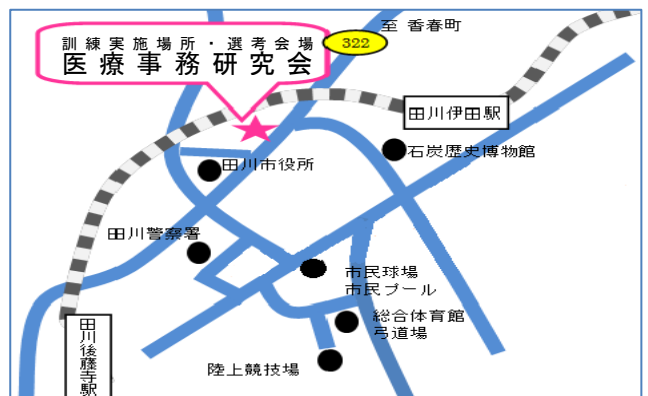 至 香春町
訓練実施場所・選考会場
322
医療事務研究会
田川伊田駅
石炭歴史博物館
田川市役所
田川警察署
市民球場
市民プール
総合体育館
弓道場
田川後藤寺駅
陸上競技場